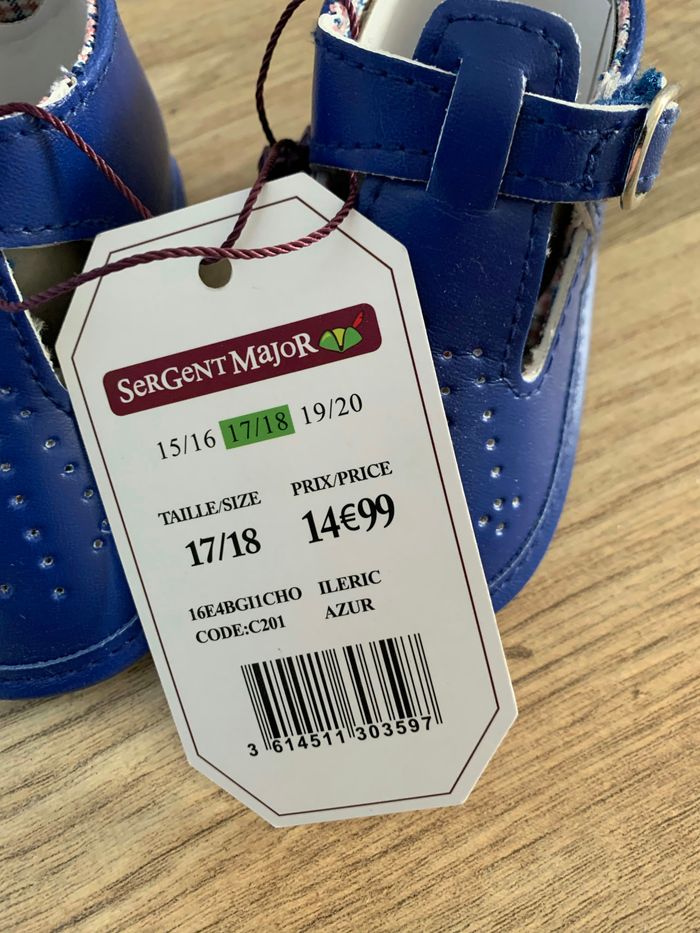 SERGENT MAJOR
15/16 17/18 19/20
TAILLE/SIZE PRIX/PRICE
17/18 14€99
16E4BGI1CHO ILERIC
CODE:C201 AZUR
3 614511 303597